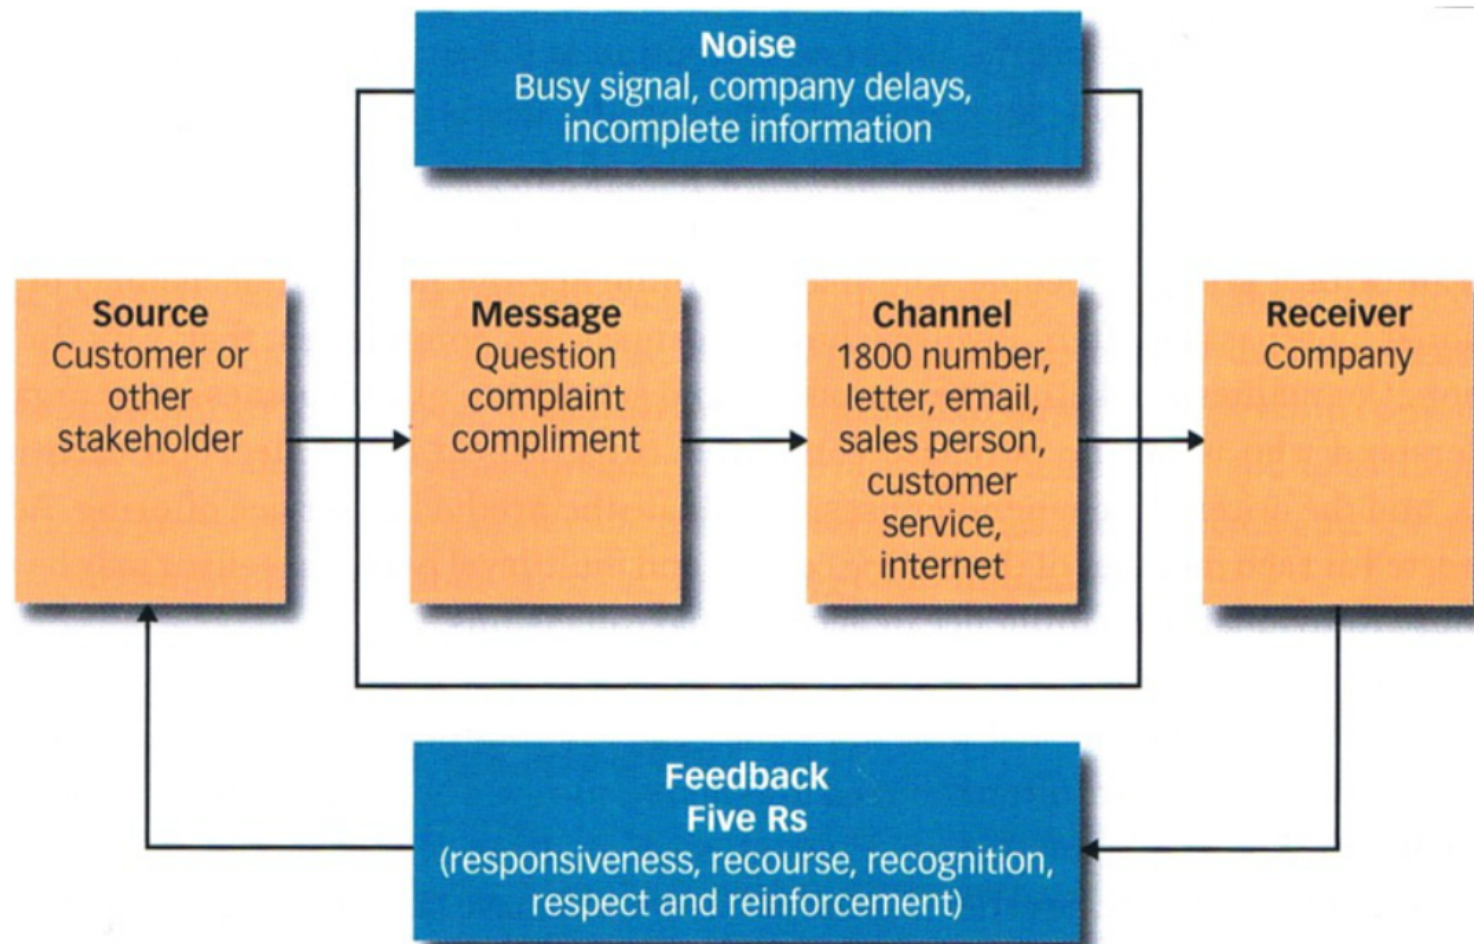 Noise
Busy signal, company delays,
incomplete information
Source
Customer or
other
stakeholder
Message
Question
complaint
compliment
Channel
1800 number,
letter, email,
sales person,
customer
service,
internet
Receiver
Company
Feedback
Five Rs
(responsiveness, recourse, recognition,
respect and reinforcement)